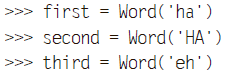 >>> first = Word('ha')
>>> second = Word('HA')
>>> third = Word('eh')